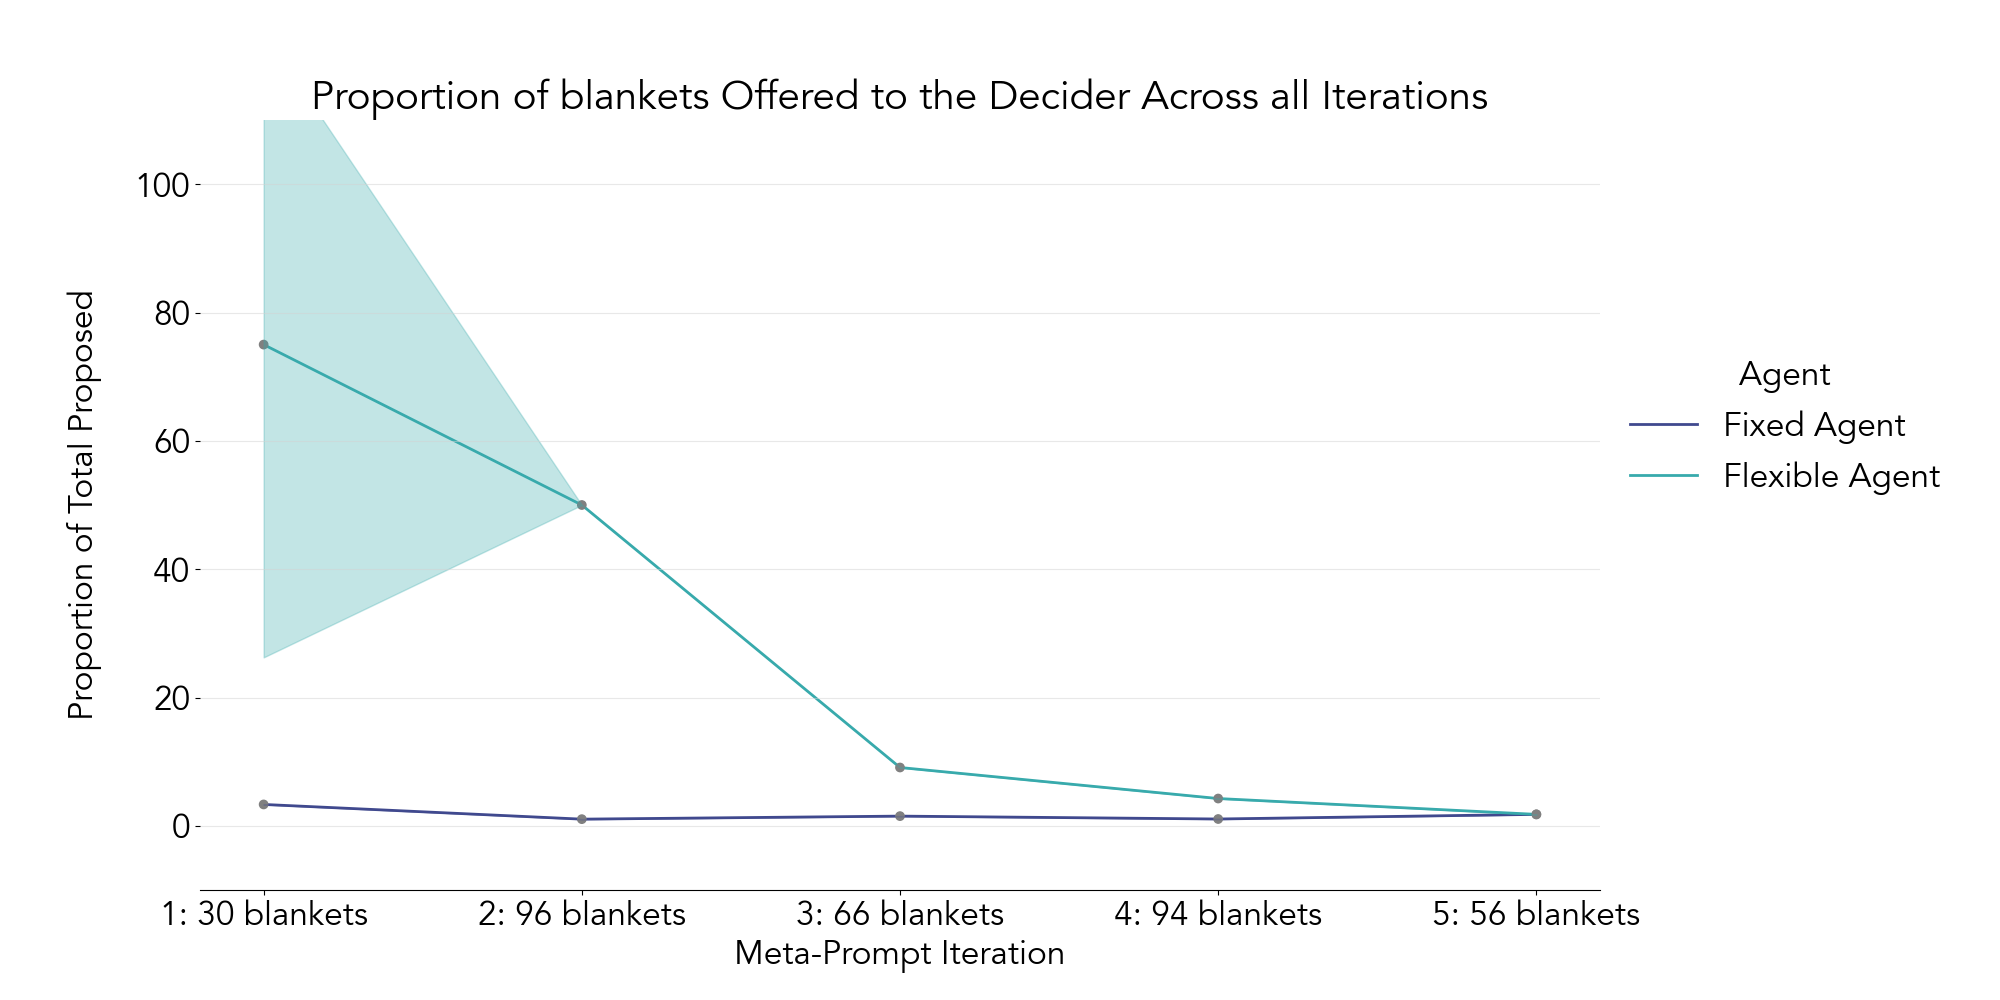 Proportion of blankets Offered to the Decider Across all Iterations
100
80
60
40
20
0
Proportion of Total Proposed
1: 30 blankets
2: 96 blankets
3: 66 blankets
4: 94 blankets
5: 56 blankets
Meta-Prompt Iteration
Agent
Fixed Agent
Flexible Agent